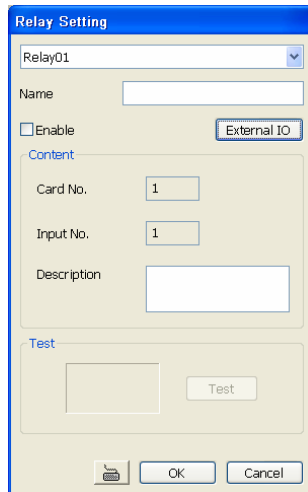 Relay Setting
Relay01
Name
Enable External IO
Content
Card No. 1
Input No. 1
Description
Test
Test
OK Cancel